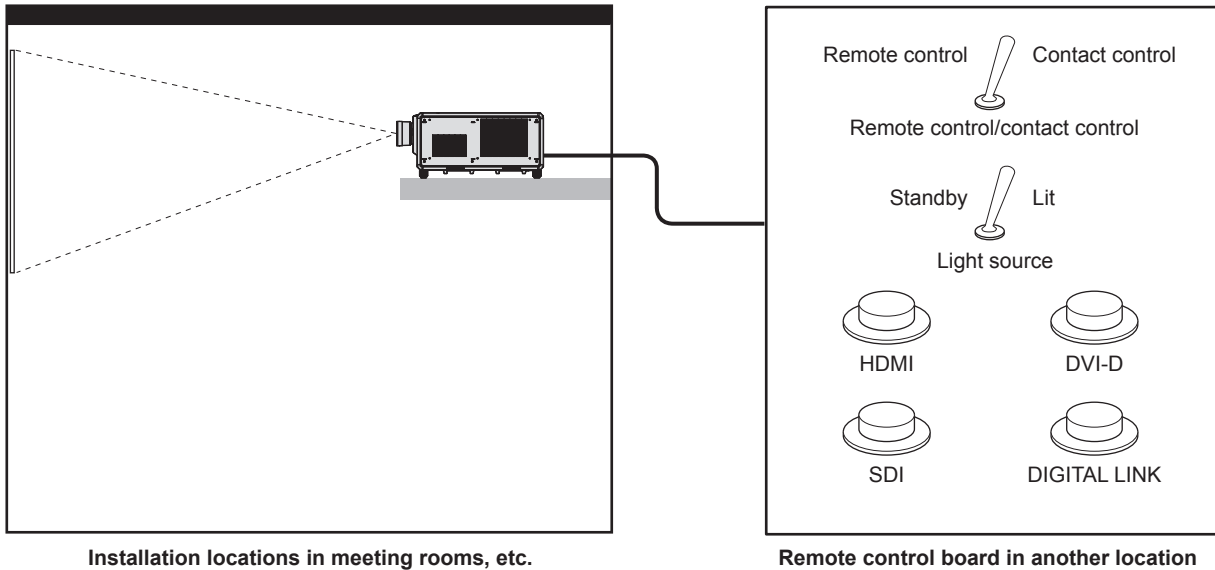 Remote control Contact control
Remote control/contact control
Standby Lit
Light source
HDMI DVI-D
SDI DIGITAL LINK
Installation locations in meeting rooms, etc.
Remote control board in another location